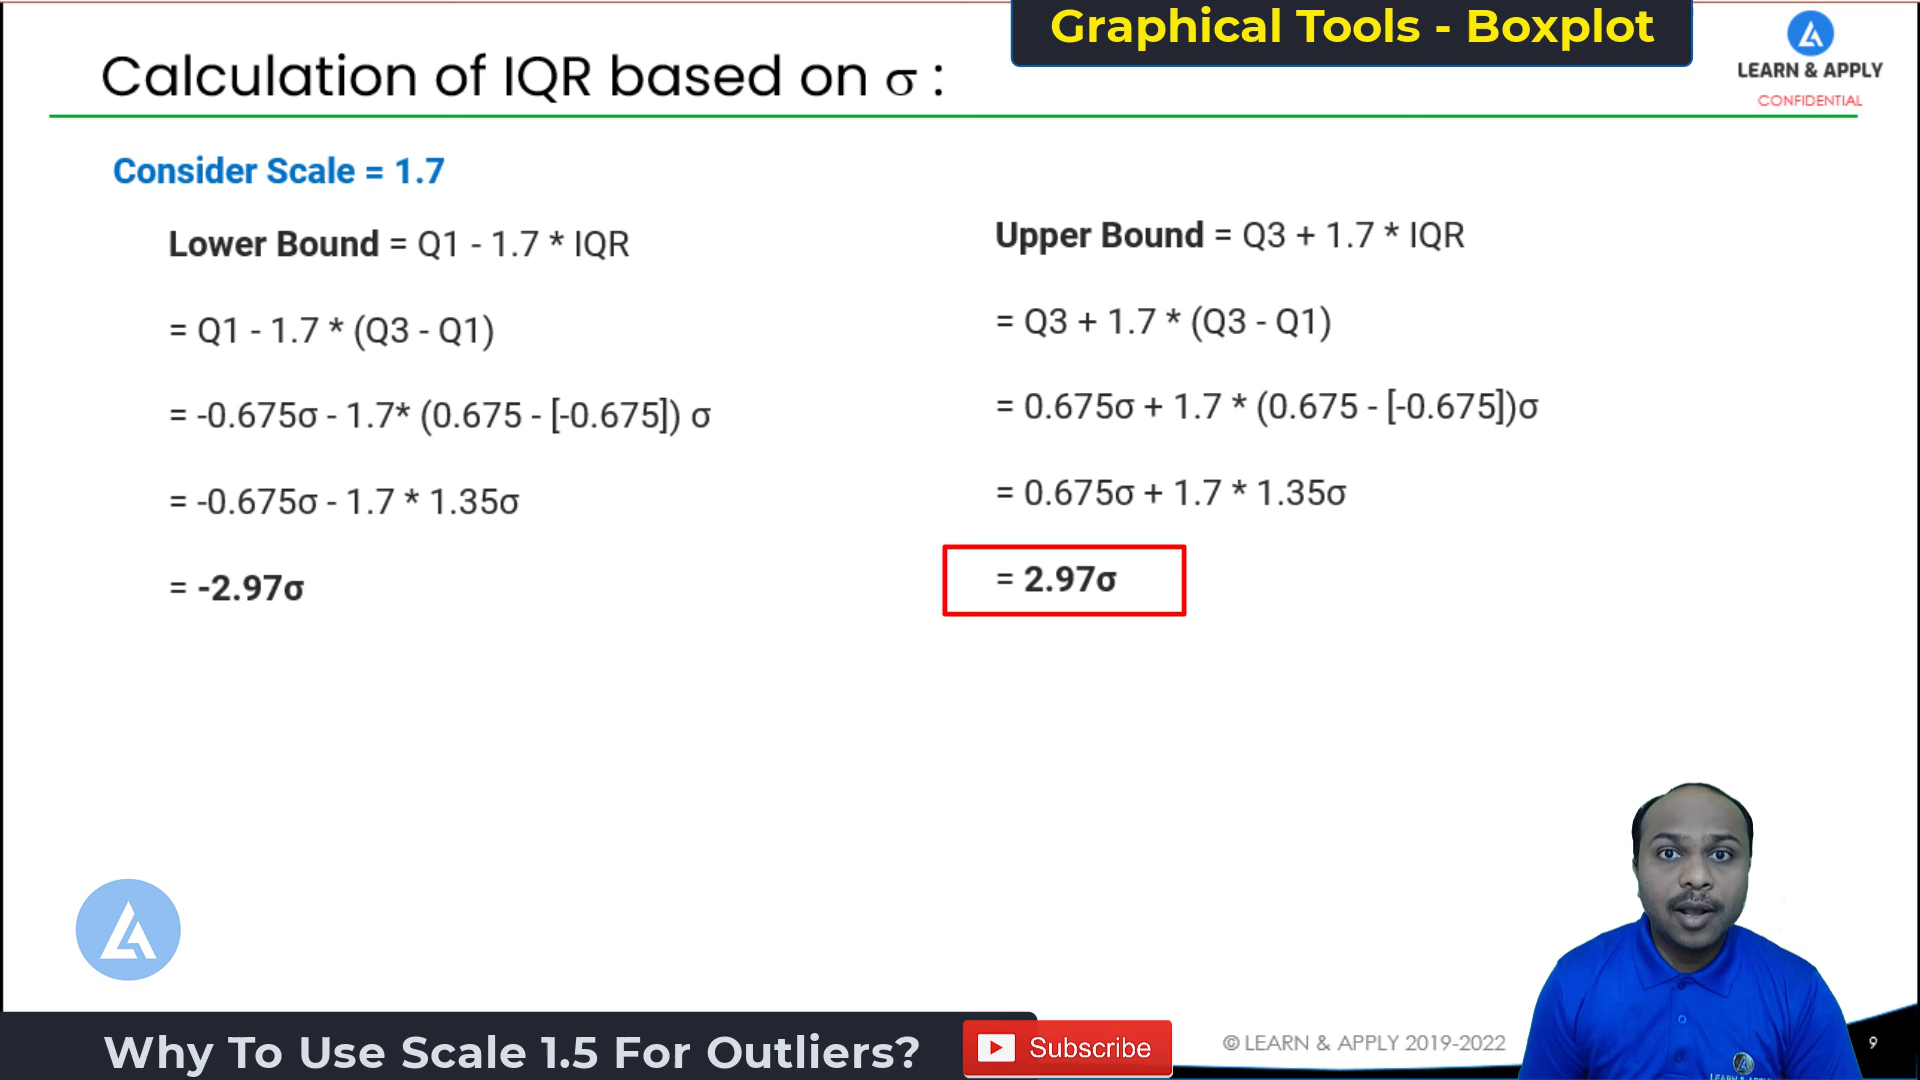 Graphical Tools - Boxplot
LEARN & APPLY
CONFIDENTIAL
Calculation of IQR based on σ :
Consider Scale = 1.7
Lower Bound = Q1 - 1.7 * IQR
= Q1 - 1.7 * (Q3 - Q1)
= -0.675σ - 1.7* (0.675 - [-0.675]) σ
= -0.675σ - 1.7 * 1.35σ
= -2.97σ
Upper Bound = Q3 + 1.7 * IQR
= Q3 + 1.7 * (Q3 - Q1)
= 0.675σ + 1.7 * (0.675 - [-0.675])σ
= 0.675σ + 1.7 * 1.35σ
= 2.97σ
Why To Use Scale 1.5 For Outliers?
Subscribe
© LEARN & APPLY 2019-2022
9